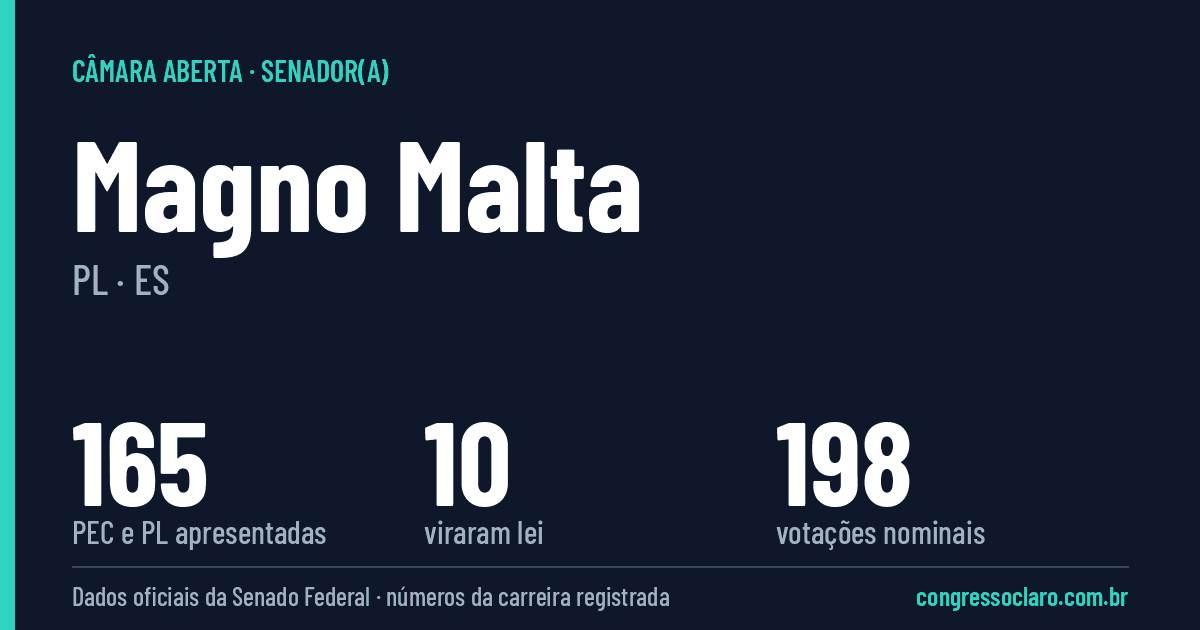 CÂMARA ABERTA · SENADOR(A)
Magno Malta
PL · ES
165 10 198
PEC e PL apresentadas viraram lei votações nominais
Dados oficiais da Senado Federal · números da carreira registrada congressoclaro.com.br